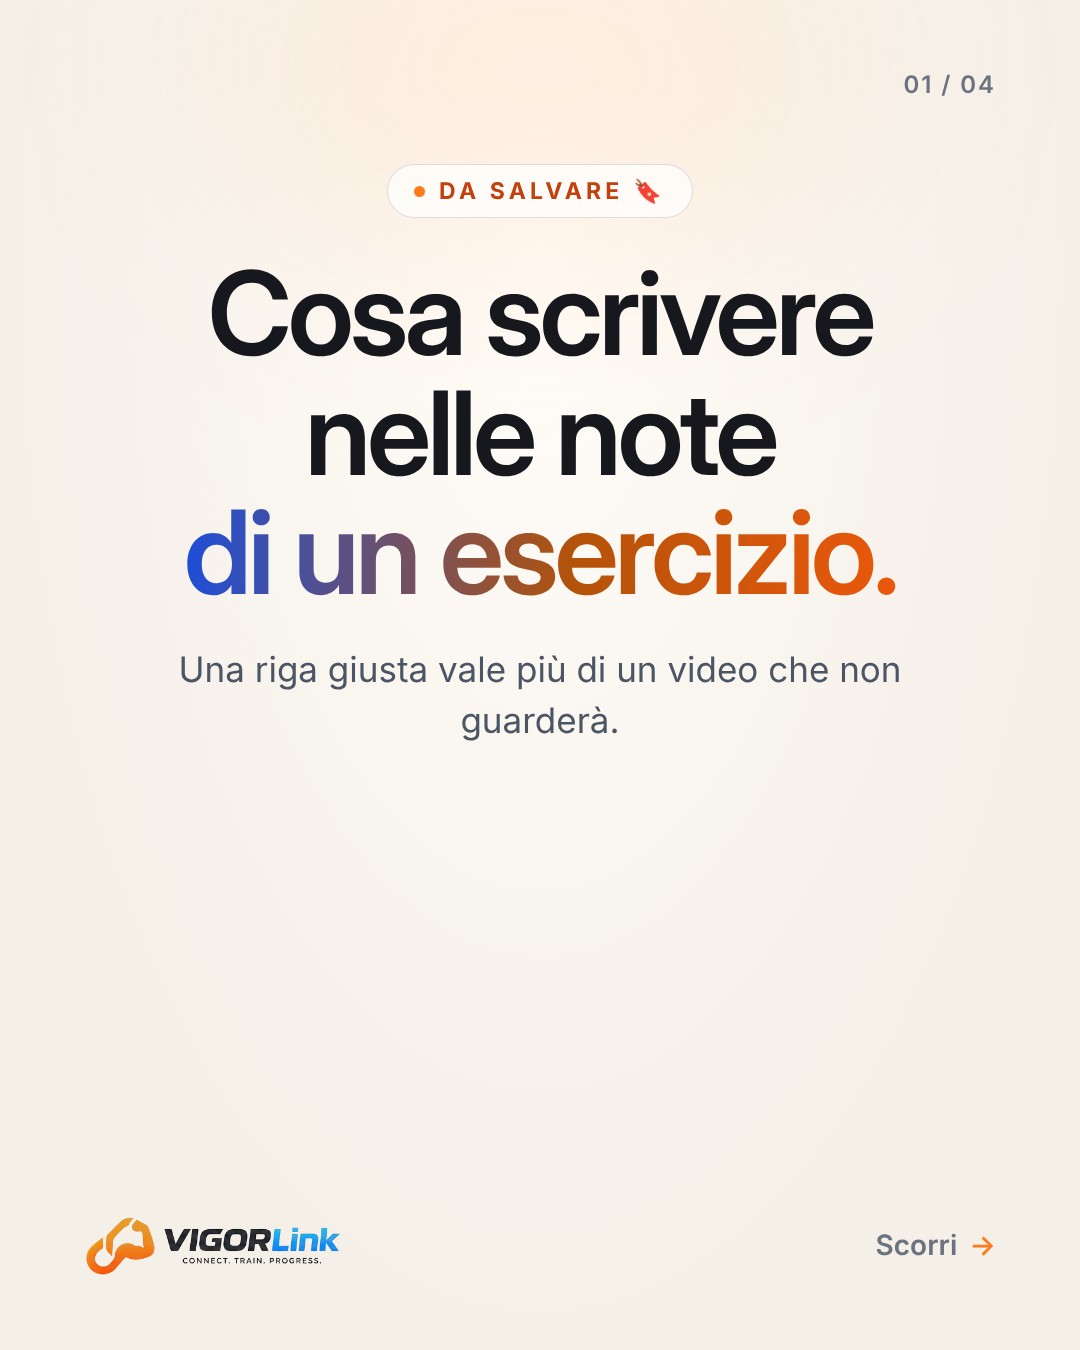 01 / 04
DA SALVARE 🔖
Cosa scrivere
nelle note
di un esercizio.
Una riga giusta vale più di un video che non
guarderà.
VIGORLink
CONNECT. TRAIN. PROGRESS.
Scorri →